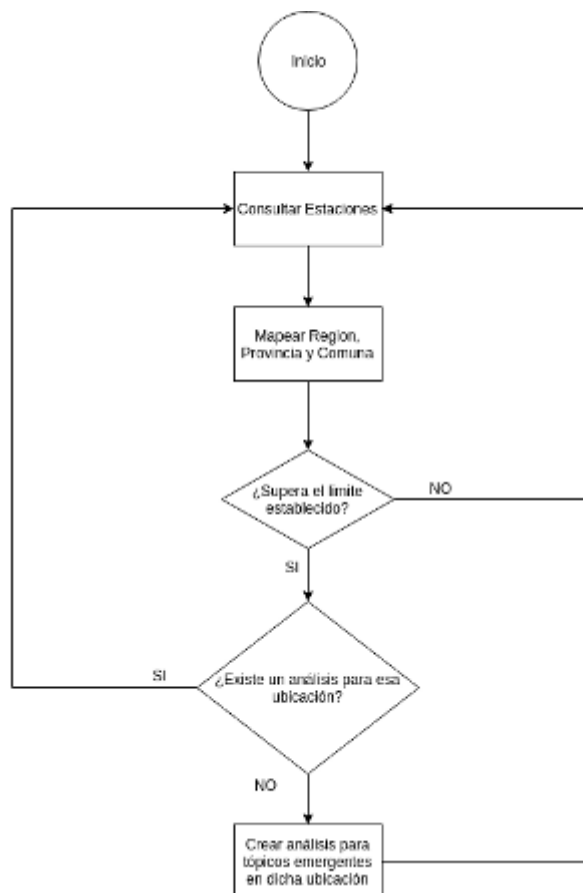 Inicio
Consultar Estaciones
Mapear Region,
Provincia y Comuna
¿Supera el limite
establecido?
NO
SI
¿Existe un análisis para esa
ubicación?
SI
NO
Crear análisis para
tópicos emergentes
en dicha ubicación